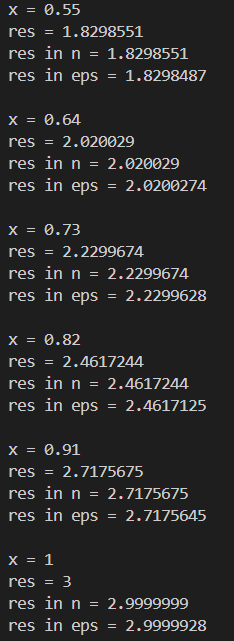 x = 0.55
res = 1.8298551
res in n = 1.8298551
res in eps = 1.8298487
x = 0.64
res = 2.020029
res in n = 2.020029
res in eps = 2.0200274
x = 0.73
res = 2.2299674
res in n = 2.2299674
res in eps = 2.2299628
x = 0.82
res = 2.4617244
res in n = 2.4617244
res in eps = 2.4617125
x = 0.91
res = 2.7175675
res in n = 2.7175675
res in eps = 2.7175645
x = 1
res = 3
res in n = 2.9999999
res in eps = 2.9999928